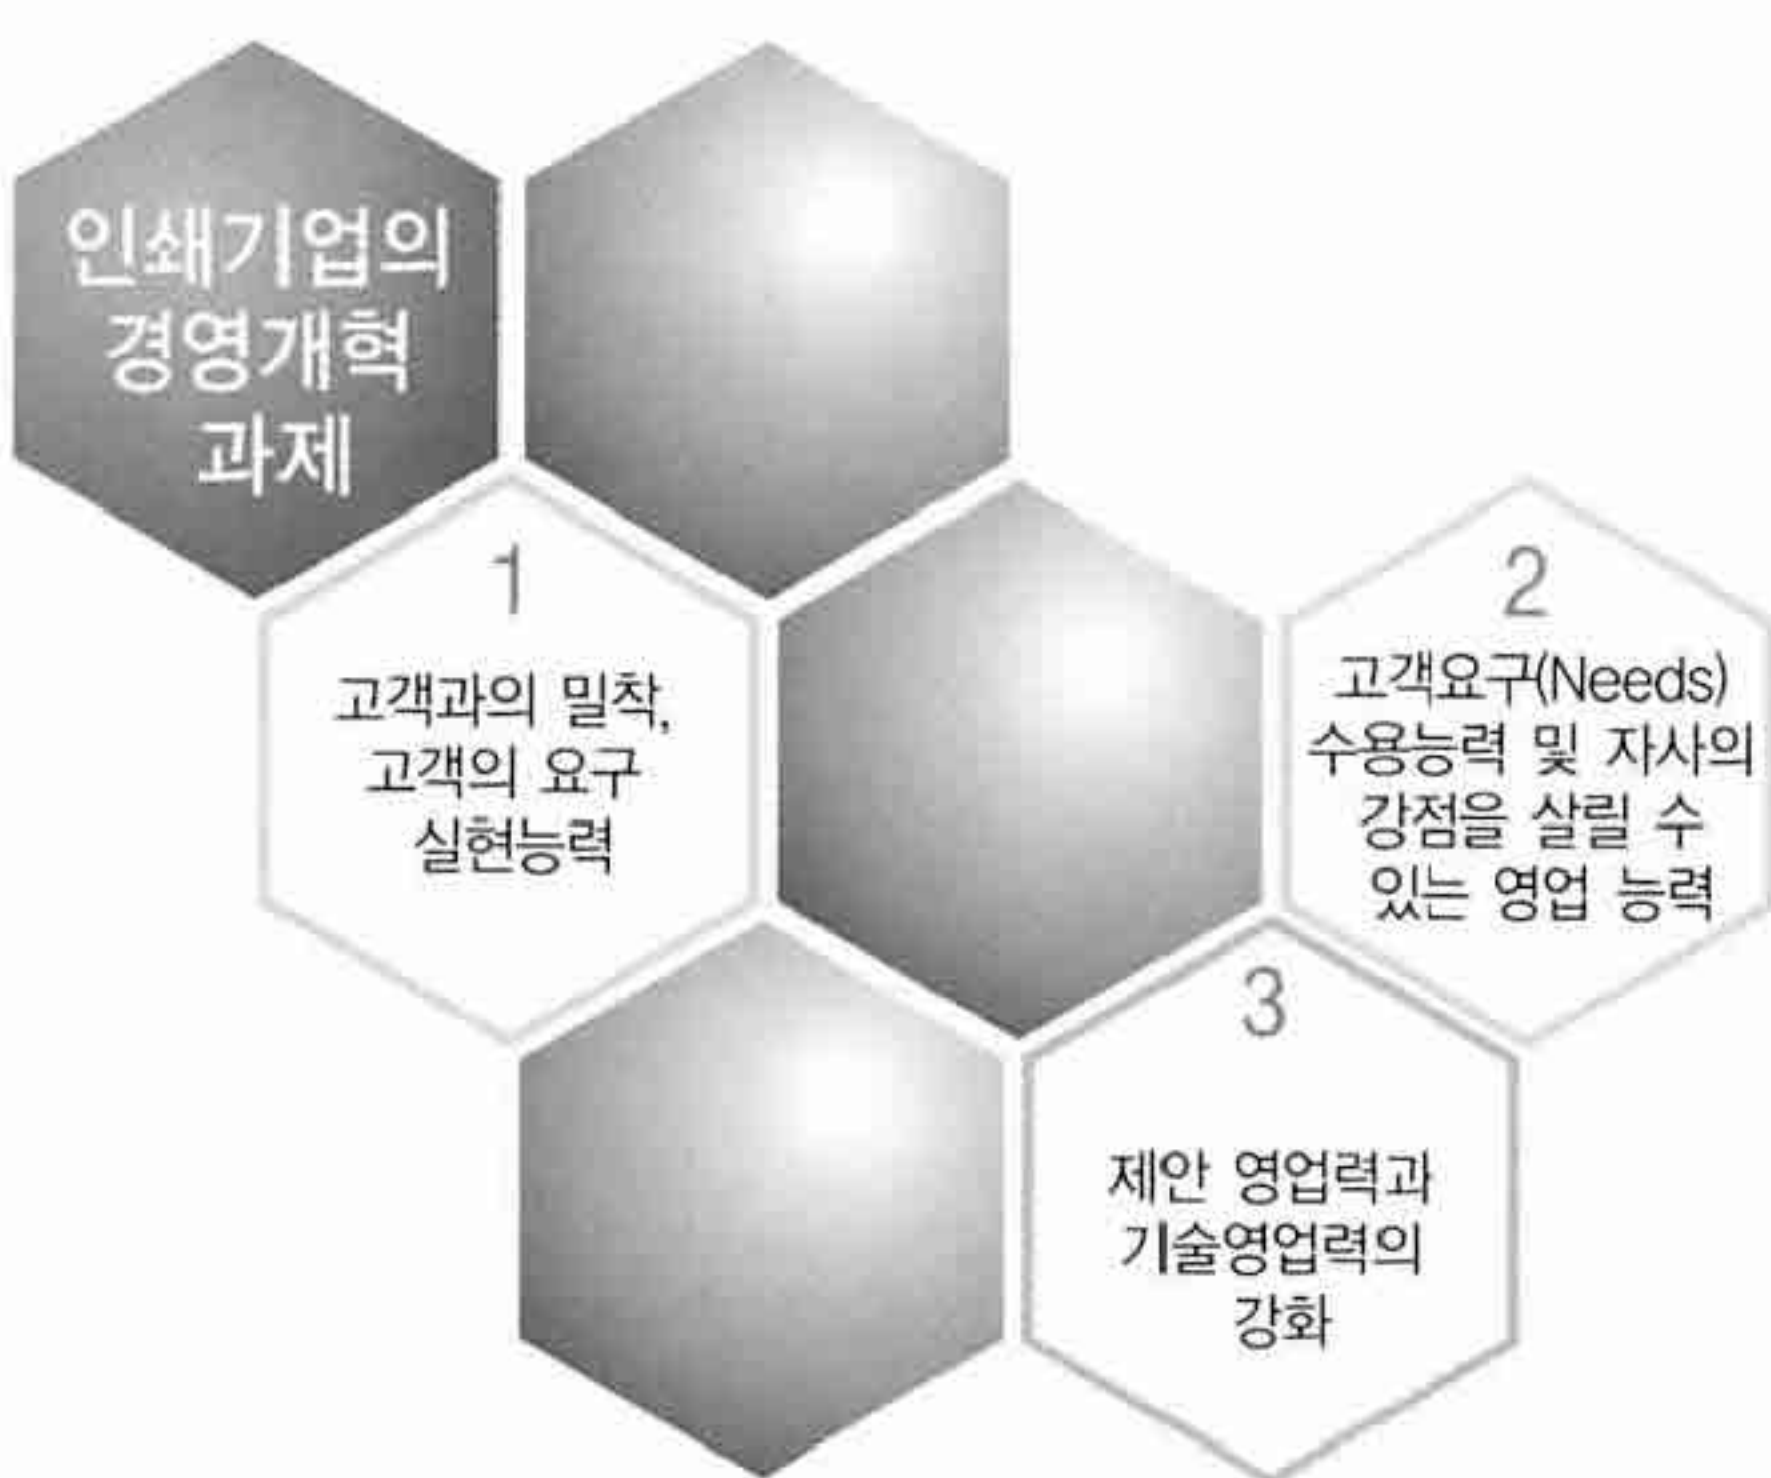 인쇄기업의
경영개혁
과제
1
고객과의 밀착,
고객의 요구
실현능력
2
고객요구(Needs)
수용능력 및 자사의
강점을 살릴 수
있는 영업 능력
3
제안 영업력과
기술영업력의
강화